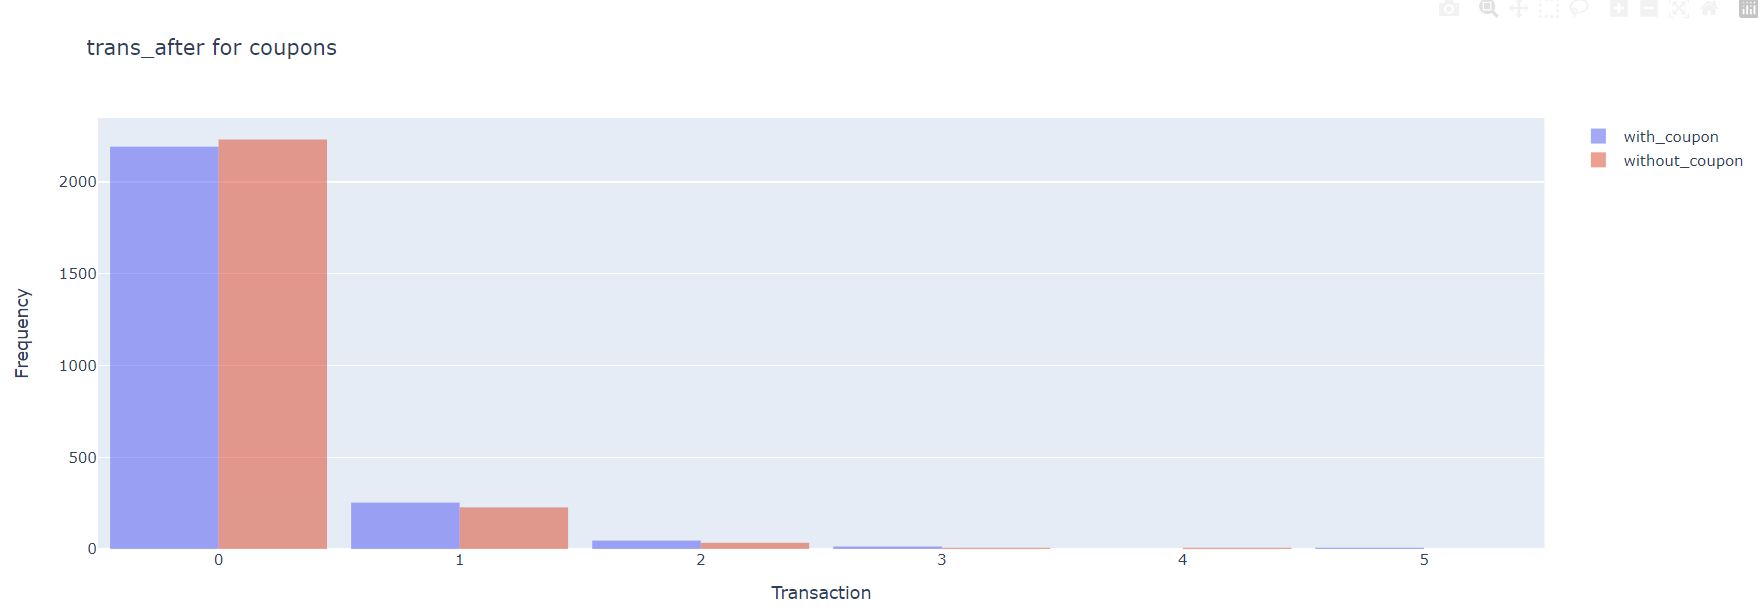 trans_after for coupons
with_coupon
without_coupon
Frequency
2000
1500
1000
500
0
0 1 2 3 4 5
Transaction